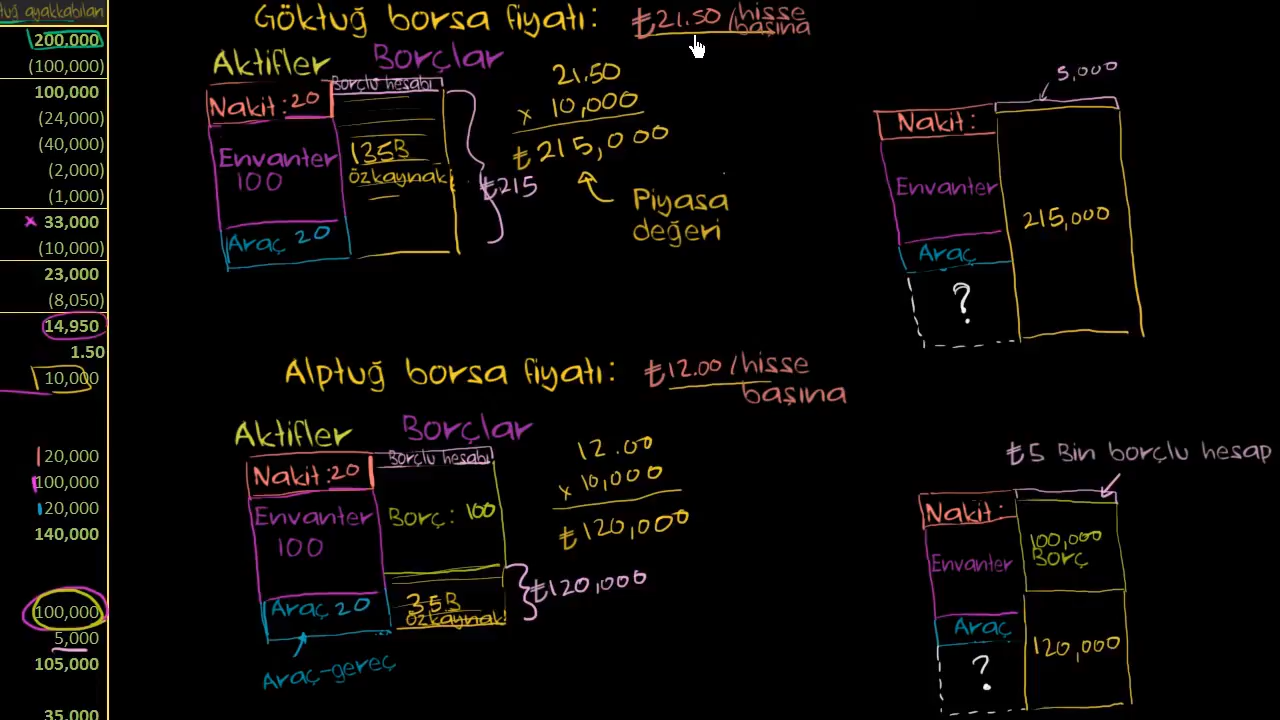 tuğ ayakkabıları
200,000
(100,000)
100,000
(24,000)
(40,000)
(2,000)
(1,000)
x 33,000
(10,000)
23,000
(8,050)
14,950
1.50
10,000
20,000
100,000
20,000
140,000
100,000
5,000
105,000
35,000
Göktuğ borsa fiyatı: ₺21.50/hisse
başına
Aktifler Borçlar
Borçlu hesabı
Nakit: 20
Envanter
100
Araç 20
135B
özkaynak
₺215
21.50
x 10,000
₺215,000
Piyasa
değeri
5,000
Nakit:
Envanter
Araç
?
215,000
Alptuğ borsa fiyatı: ₺12.00/hisse
başına
Aktifler Borçlar
Borçlu hesabı
Nakit: 20
Envanter
100
Araç 20
Borç: 100
35B
özkaynak
Araç-gereç
₺120,000
12.00
x 10,000
₺120,000
₺5 Bin borçlu hesap
Nakit:
Envanter
Araç
?
100,000
Borç
120,000